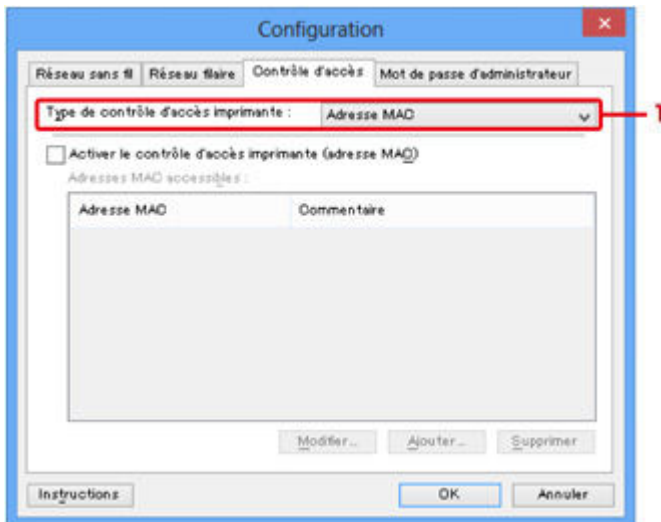 Configuration
Réseau sans fil Réseau filaire Contrôle d'accès Mot de passe d'administrateur
Type de contrôle d'accès imprimante : Adresse MAC 1
Activer le contrôle d'accès imprimante (adresse MAC)
Adresses MAC accessibles :
Adresse MAC Commentaire
Modifier... Ajouter... Supprimer
Instructions OK Annuler